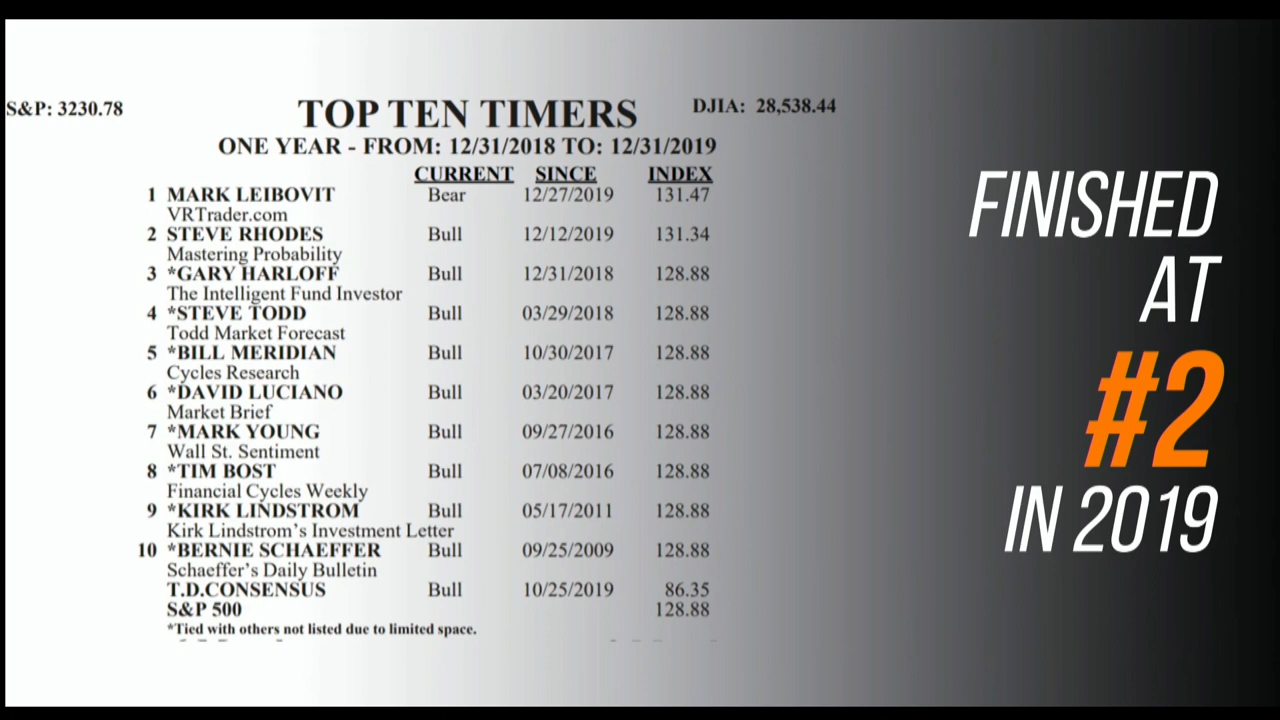 S&P: 3230.78
TOP TEN TIMERS
DJIA: 28,538.44
ONE YEAR - FROM: 12/31/2018 TO: 12/31/2019
CURRENT SINCE INDEX
1 MARK LEIBOVIT Bear 12/27/2019 131.47
VRTrader.com
2 STEVE RHODES Bull 12/12/2019 131.34
Mastering Probability
3 *GARY HARLOFF Bull 12/31/2018 128.88
The Intelligent Fund Investor
4 *STEVE TODD Bull 03/29/2018 128.88
Todd Market Forecast
5 *BILL MERIDIAN Bull 10/30/2017 128.88
Cycles Research
6 *DAVID LUCIANO Bull 03/20/2017 128.88
Market Brief
7 *MARK YOUNG Bull 09/27/2016 128.88
Wall St. Sentiment
8 *TIM BOST Bull 07/08/2016 128.88
Financial Cycles Weekly
9 *KIRK LINDSTROM Bull 05/17/2011 128.88
Kirk Lindstrom's Investment Letter
10 *BERNIE SCHAEFFER Bull 09/25/2009 128.88
Schaeffer's Daily Bulletin
T.D.CONSENSUS Bull 10/25/2019 86.35
S&P 500 128.88
*Tied with others not listed due to limited space.
FINISHED
AT
#2
IN 2019